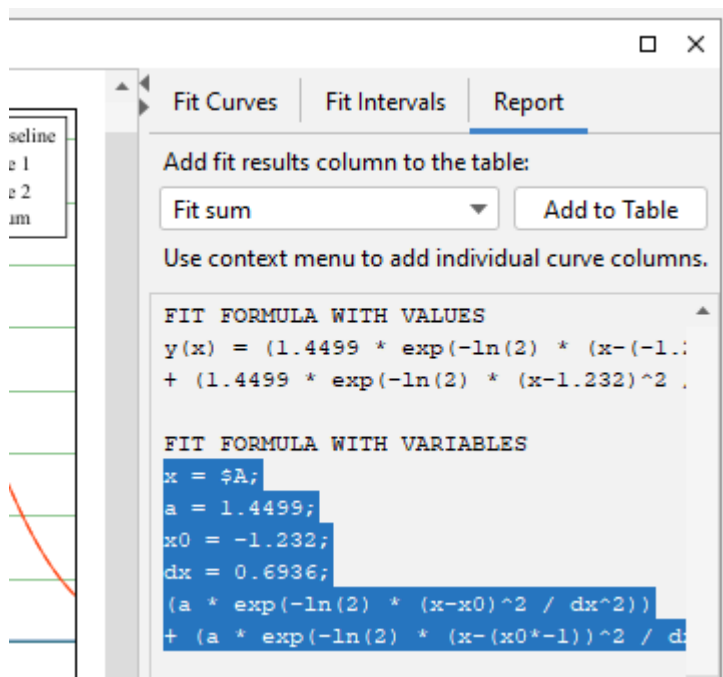 Fit Curves Fit Intervals Report
seline
e 1
e 2
um
Add fit results column to the table:
Fit sum Add to Table
Use context menu to add individual curve columns.
FIT FORMULA WITH VALUES
y(x) = (1.4499 * exp(-ln(2) * (x-(-1.
+ (1.4499 * exp(-ln(2) * (x-1.232)^2
FIT FORMULA WITH VARIABLES
x = $A;
a = 1.4499;
x0 = -1.232;
dx = 0.6936;
(a * exp(-ln(2) * (x-x0)^2 / dx^2))
+ (a * exp(-ln(2) * (x-(x0*-1))^2 / d